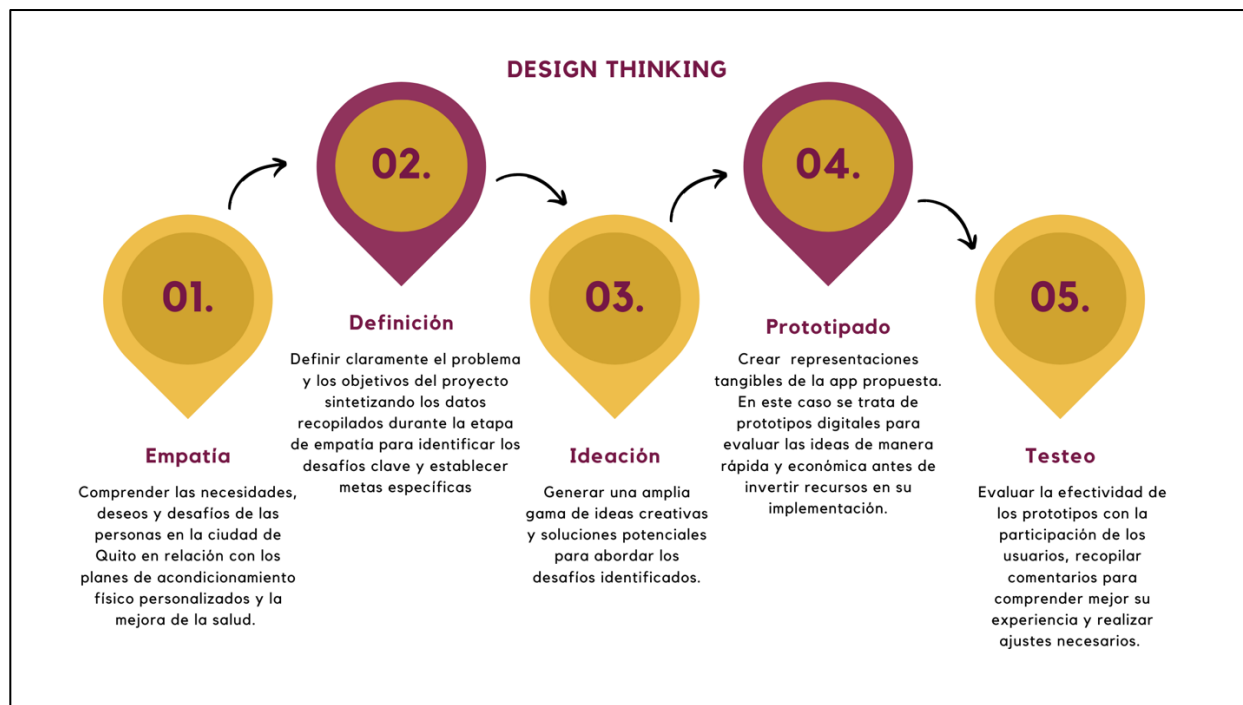 DESIGN THINKING
01.
Empatía
Comprender las necesidades,
deseos y desafíos de las
personas en la ciudad de
Quito en relación con los
planes de acondicionamiento
físico personalizados y la
mejora de la salud.
02.
Definición
Definir claramente el problema
y los objetivos del proyecto
sintetizando los datos
recopilados durante la etapa
de empatía para identificar los
desafíos clave y establecer
metas específicas
03.
Ideación
Generar una amplia
gama de ideas creativas
y soluciones potenciales
para abordar los
desafíos identificados.
04.
Prototipado
Crear representaciones
tangibles de la app propuesta.
En este caso se trata de
prototipos digitales para
evaluar las ideas de manera
rápida y económica antes de
invertir recursos en su
implementación.
05.
Testeo
Evaluar la efectividad de
los prototipos con la
participación de los
usuarios, recopilar
comentarios para
comprender mejor su
experiencia y realizar
ajustes necesarios.